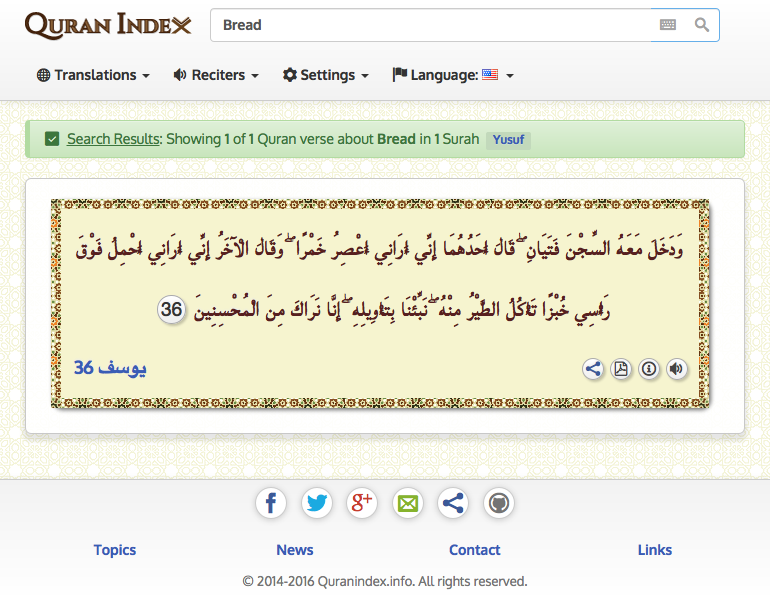 QURAN INDEX
Bread
Translations
Reciters
Settings
Language:
Search Results: Showing 1 of 1 Quran verse about Bread in 1 Surah Yusuf
وَدَخَلَ مَعَهُ السِّجْنَ فَتَيَانِ ۖ قَالَ أَحَدُهُمَا إِنِّي أَرَانِي أَعْصِرُ خَمْرًا ۖ وَقَالَ الْآخَرُ إِنِّي أَرَانِي أَحْمِلُ فَوْقَ
رَأْسِي خُبْزًا تَأْكُلُ الطَّيْرُ مِنْهُ ۖ نَبِّئْنَا بِتَأْوِيلِهِ ۖ إِنَّا نَرَاكَ مِنَ الْمُحْسِنِينَ 36
يوسف 36
f g+
Topics News Contact Links
© 2014-2016 Quranindex.info. All rights reserved.